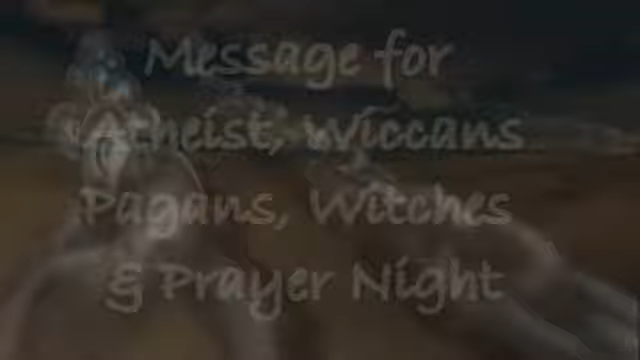 Message for
Atheist, Wiccans
Pagans, Witches
& Prayer Night